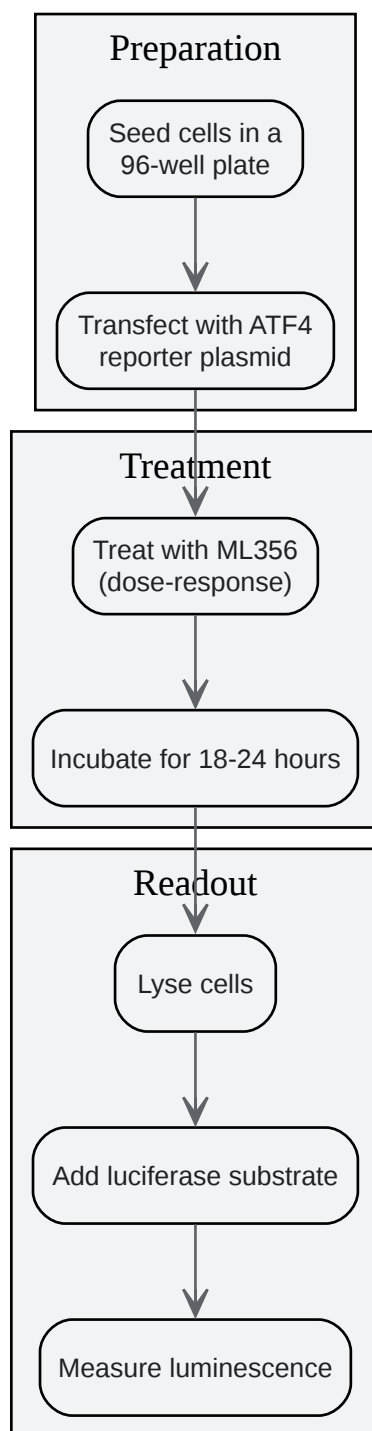 Preparation
Seed cells in a
96-well plate
Transfect with ATF4
reporter plasmid
Treatment
Treat with ML356
(dose-response)
Incubate for 18-24 hours
Readout
Lyse cells
Add luciferase substrate
Measure luminescence